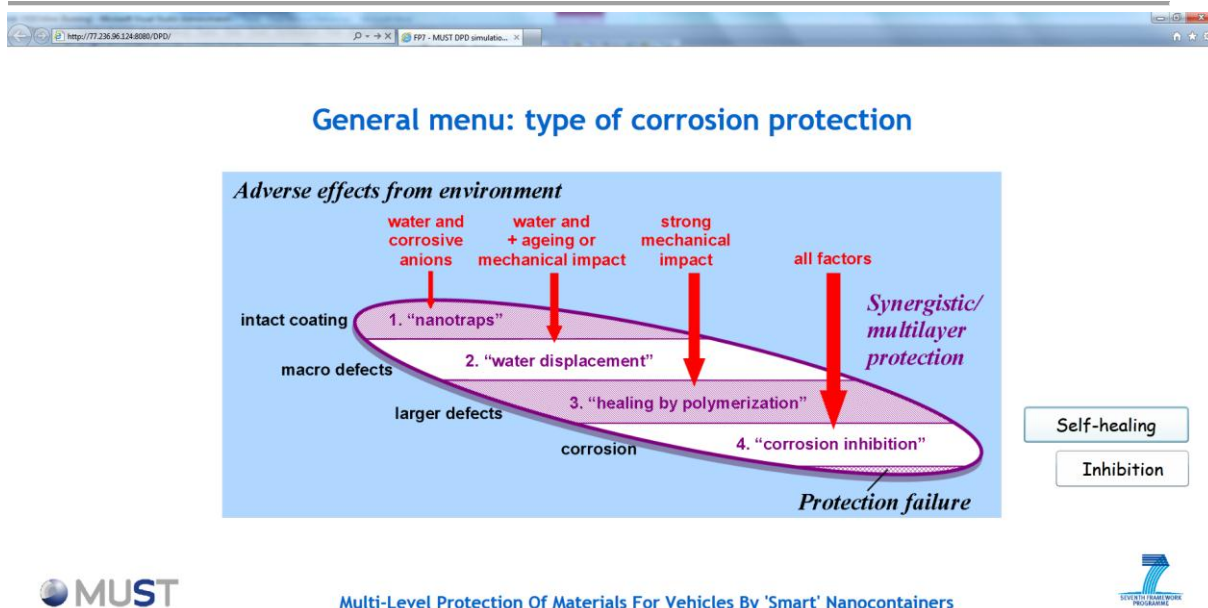 http://77.236.96.124:8080/DPD/
FP7 - MUST DPD simulatio...
General menu: type of corrosion protection
Adverse effects from environment
water and
corrosive
anions
water and
+ ageing or
mechanical impact
strong
mechanical
impact
all factors
Synergistic/
multilayer
protection
intact coating
1. “nanotraps”
macro defects
2. “water displacement”
larger defects
3. “healing by polymerization”
corrosion
4. “corrosion inhibition”
Protection failure
Self-healing
Inhibition
MUST
Multi-Level Protection Of Materials For Vehicles By 'Smart' Nanocontainers
SEVENTH FRAMEWORK
PROGRAMME